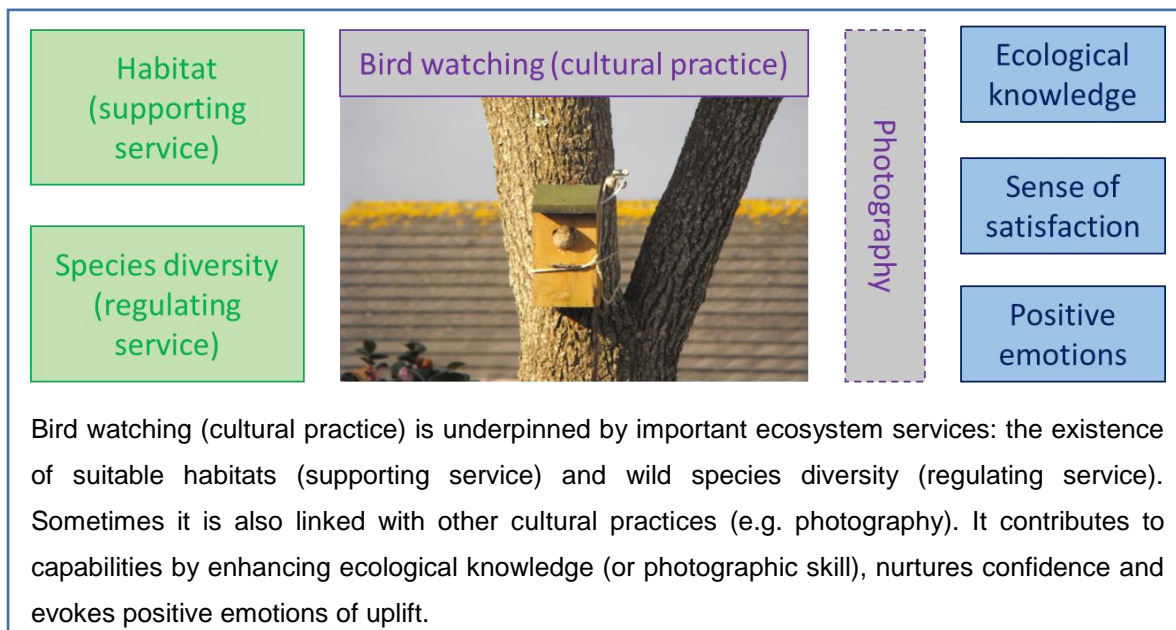 Habitat
(supporting
service)
Species diversity
(regulating
service)
Bird watching (cultural practice)
Photography
Ecological
knowledge
Sense of
satisfaction
Positive
emotions
Bird watching (cultural practice) is underpinned by important ecosystem services: the existence
of suitable habitats (supporting service) and wild species diversity (regulating service).
Sometimes it is also linked with other cultural practices (e.g. photography). It contributes to
capabilities by enhancing ecological knowledge (or photographic skill), nurtures confidence and
evokes positive emotions of uplift.